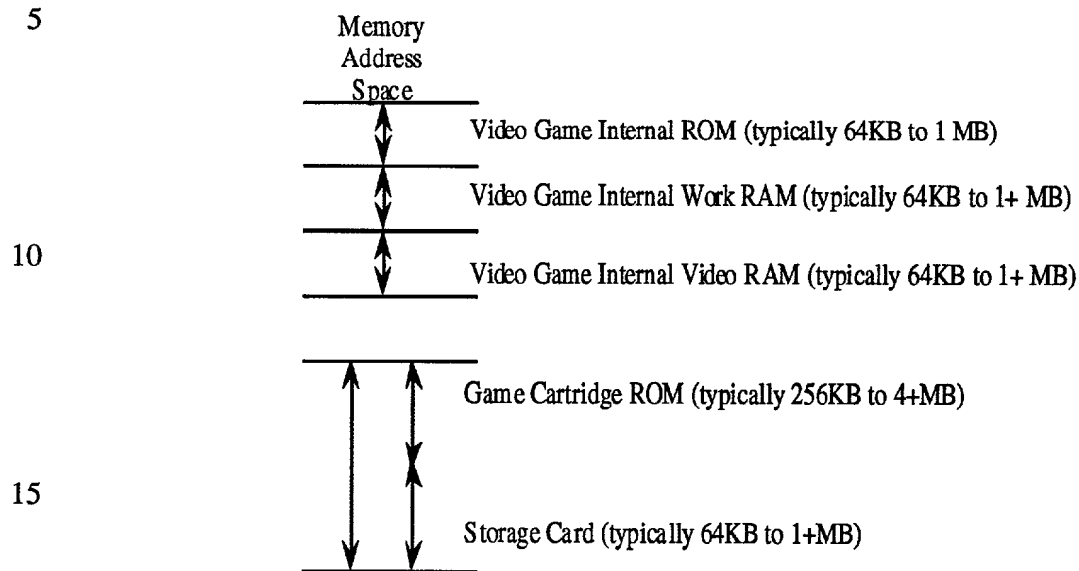 5
Memory
Address
Space
Video Game Internal ROM (typically 64KB to 1 MB)
Video Game Internal Work RAM (typically 64KB to 1+ MB)
10
Video Game Internal Video RAM (typically 64KB to 1+ MB)
Game Cartridge ROM (typically 256KB to 4+MB)
15
Storage Card (typically 64KB to 1+MB)